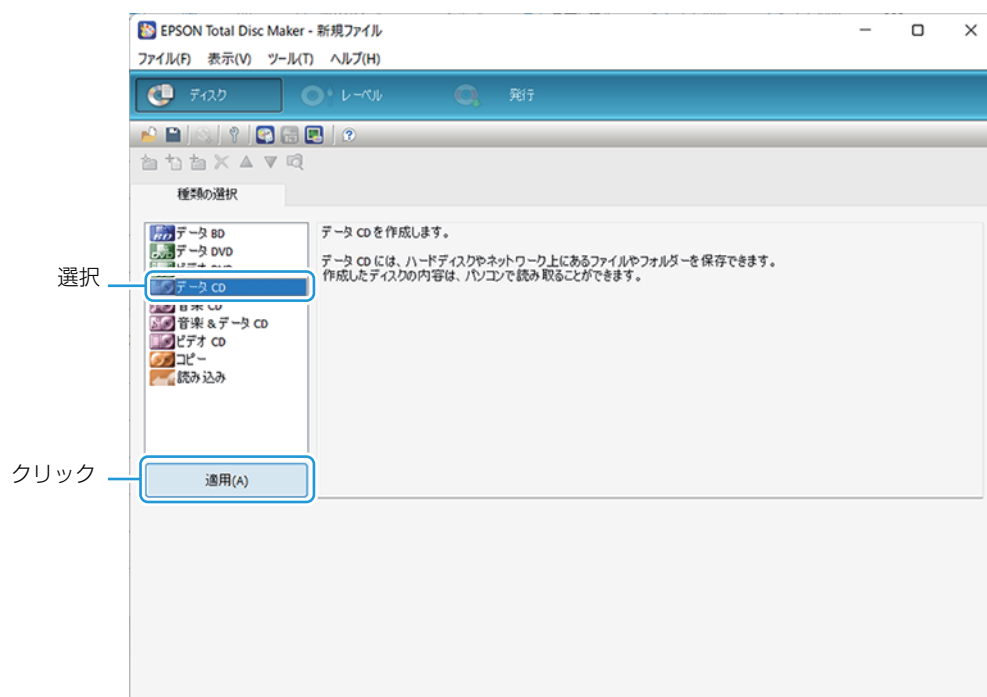 EPSON Total Disc Maker - 新規ファイル
ファイル(F) 表示(V) ツール(T) ヘルプ(H)
ディスク レーベル 発行
種類の選択
データ BD
データ DVD
データ CD
音楽 CD
音楽 & データ CD
ビデオ CD
コピー
読み込み
適用(A)
データ CD を作成します。
データ CD には、ハードディスクやネットワーク上にあるファイルやフォルダーを保存できます。
作成したディスクの内容は、パソコンで読み取ることができます。
選択
クリック